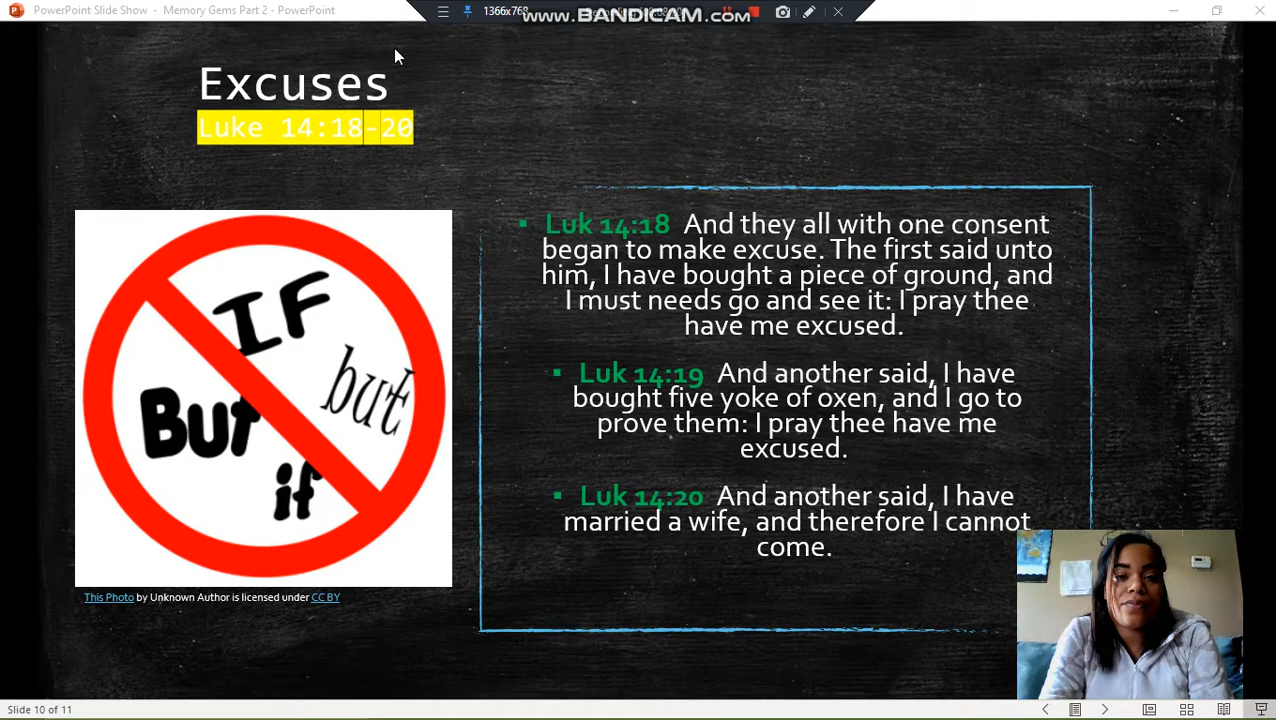 PowerPoint Slide Show - Memory Gems Part 2 - PowerPoint
1366x768
www.BANDICAM.com
Excuses
Luke 14:18-20
IF
but
But
if
This Photo by Unknown Author is licensed under CC BY
Luk 14:18 And they all with one consent
began to make excuse. The first said unto
him, I have bought a piece of ground, and
I must needs go and see it: I pray thee
have me excused.
Luk 14:19 And another said, I have
bought five yoke of oxen, and I go to
prove them: I pray thee have me
excused.
Luk 14:20 And another said, I have
married a wife, and therefore I cannot
come.
Slide 10 of 11